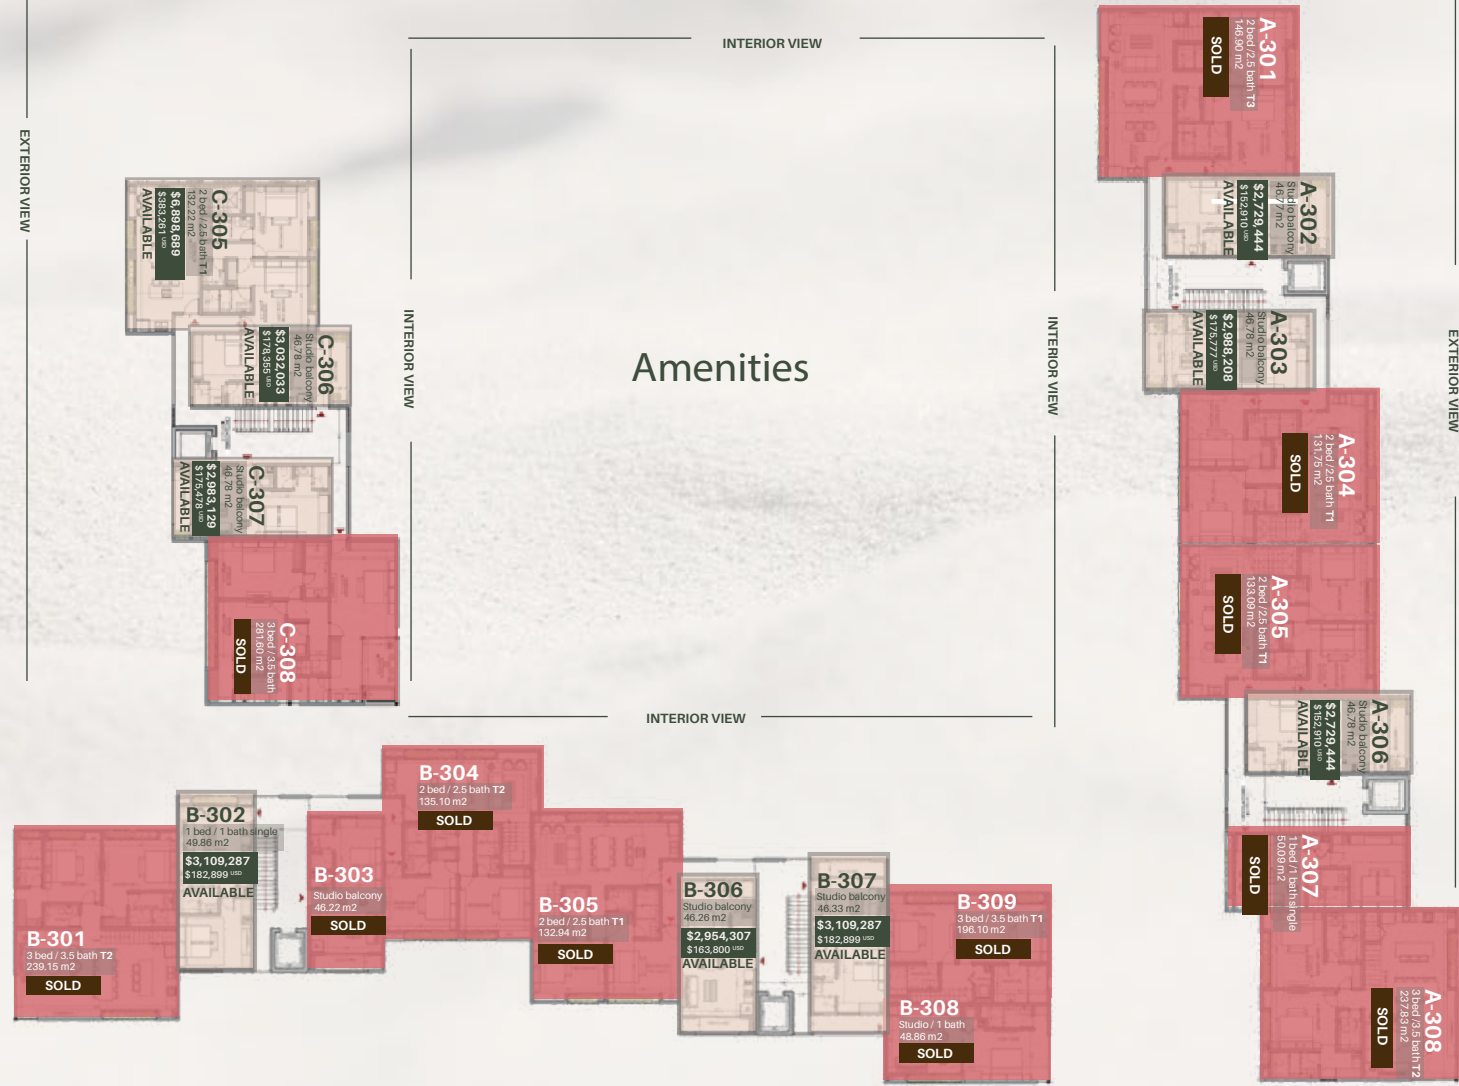 INTERIOR VIEW
EXTERIOR VIEW
INTERIOR VIEW
Amenities
INTERIOR VIEW
EXTERIOR VIEW
INTERIOR VIEW
C-305
2 bed / 2.5 bath T1
132.22 m2
$6,898,689
$383,261 USD
AVAILABLE
C-306
Studio balcony
46.78 m2
$3,032,033
$178,355 USD
AVAILABLE
C-307
Studio balcony
46.78 m2
$2,983,129
$175,478 USD
AVAILABLE
C-308
3 bed / 3.5 bath
281.60 m2
SOLD
A-301
2 bed / 2.5 bath T3
146.90 m2
SOLD
A-302
Studio balcony
46.77 m2
$2,729,444
$152,910 USD
AVAILABLE
A-303
Studio balcony
46.78 m2
$2,988,208
$175,777 USD
AVAILABLE
A-304
2 bed / 2.5 bath T1
131.75 m2
SOLD
A-305
2 bed / 2.5 bath T1
133.09 m2
SOLD
A-306
Studio balcony
46.78 m2
$2,729,444
$152,910 USD
AVAILABLE
A-307
1 bed / 1 bath single
50.09 m2
SOLD
A-308
3 bed / 3.5 bath T2
237.83 m2
SOLD
B-301
3 bed / 3.5 bath T2
239.15 m2
SOLD
B-302
1 bed / 1 bath single
49.86 m2
$3,109,287
$182,899 USD
AVAILABLE
B-303
Studio balcony
46.22 m2
SOLD
B-304
2 bed / 2.5 bath T2
135.10 m2
SOLD
B-305
2 bed / 2.5 bath T1
132.94 m2
SOLD
B-306
Studio balcony
46.26 m2
$2,954,307
$163,800 USD
AVAILABLE
B-307
Studio balcony
46.33 m2
$3,109,287
$182,899 USD
AVAILABLE
B-309
3 bed / 3.5 bath T1
196.10 m2
SOLD
B-308
Studio / 1 bath
48.86 m2
SOLD